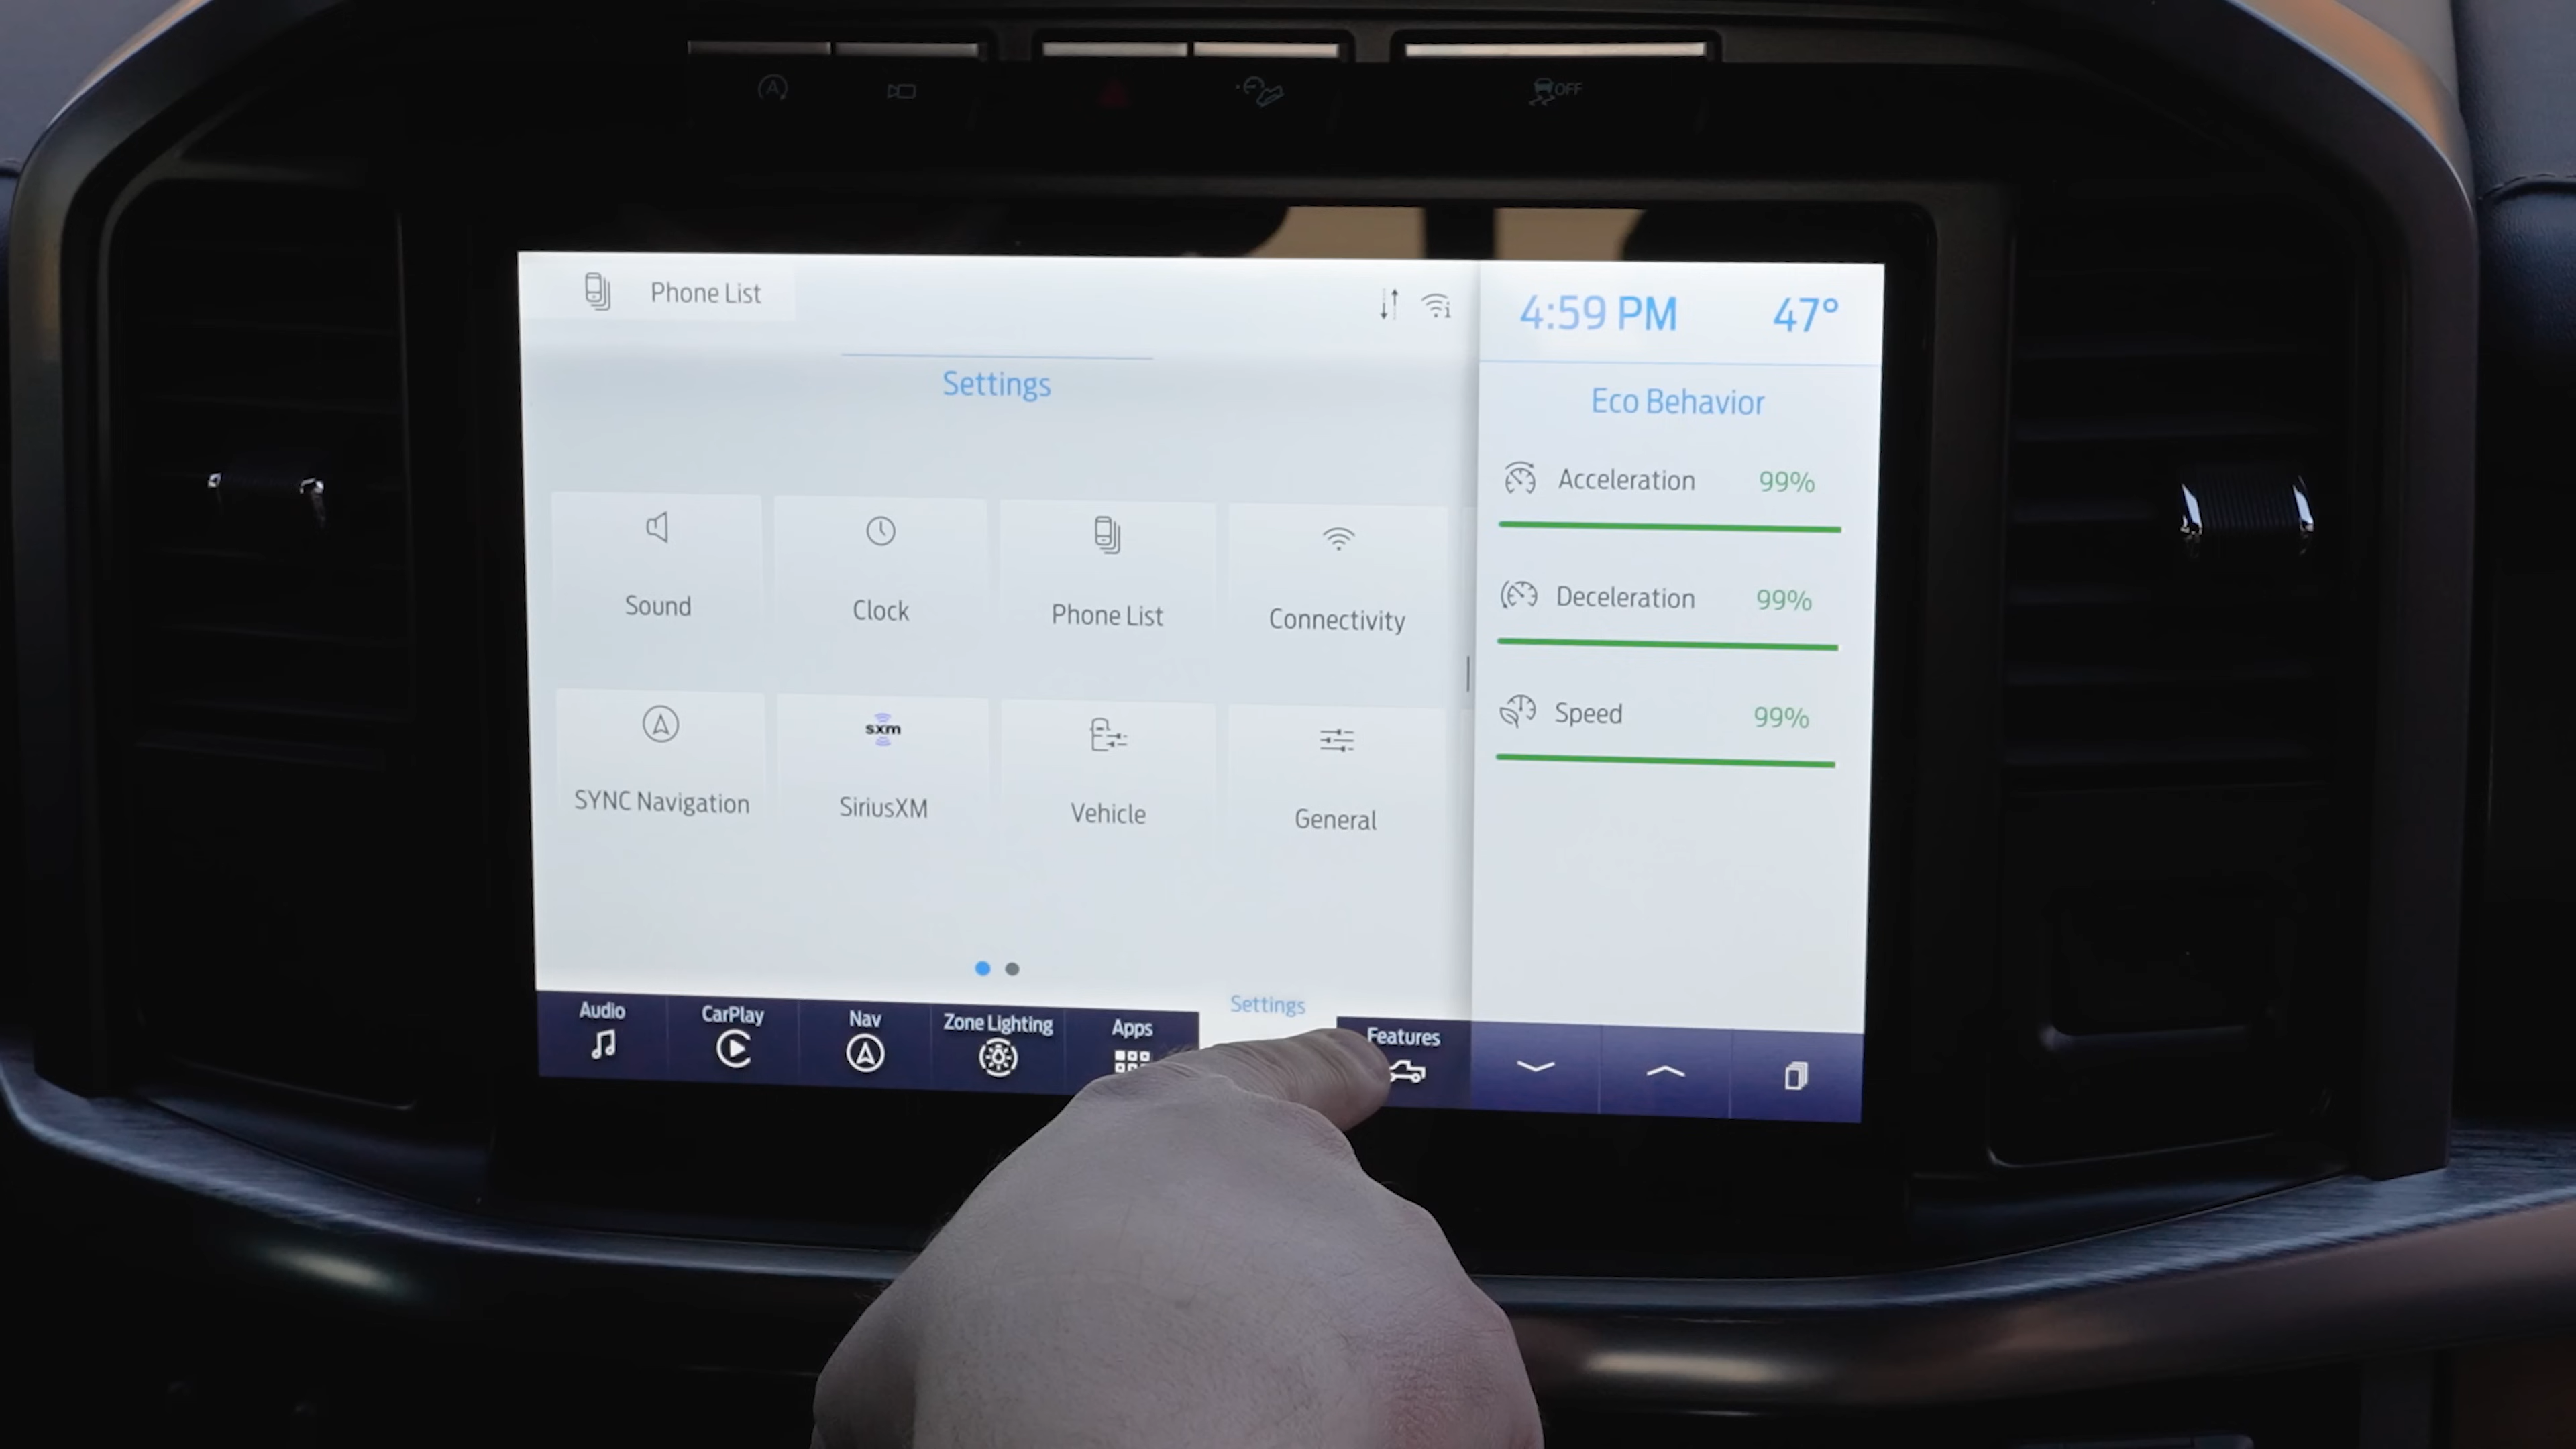 A
OFF
Phone List
4:59 PM 47°
Settings
Eco Behavior
Acceleration 99%
Deceleration 99%
Speed 99%
Sound
Clock
Phone List
Connectivity
SYNC Navigation
sxm
SiriusXM
Vehicle
General
Audio
CarPlay
Nav
Zone Lighting
Apps
Settings
Features